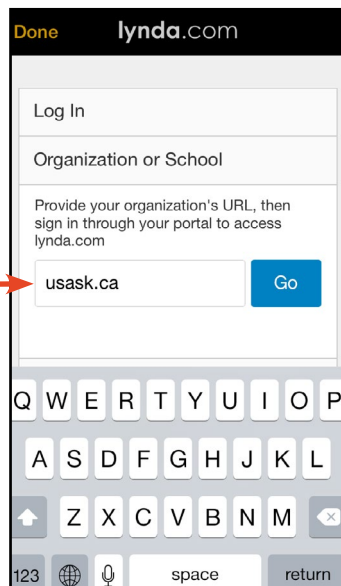 Done lynda.com
Log In
Organization or School
Provide your organization's URL, then
sign in through your portal to access
lynda.com
usask.ca Go
Q W E R T Y U I O P
A S D F G H J K L
Z X C V B N M
123 space return